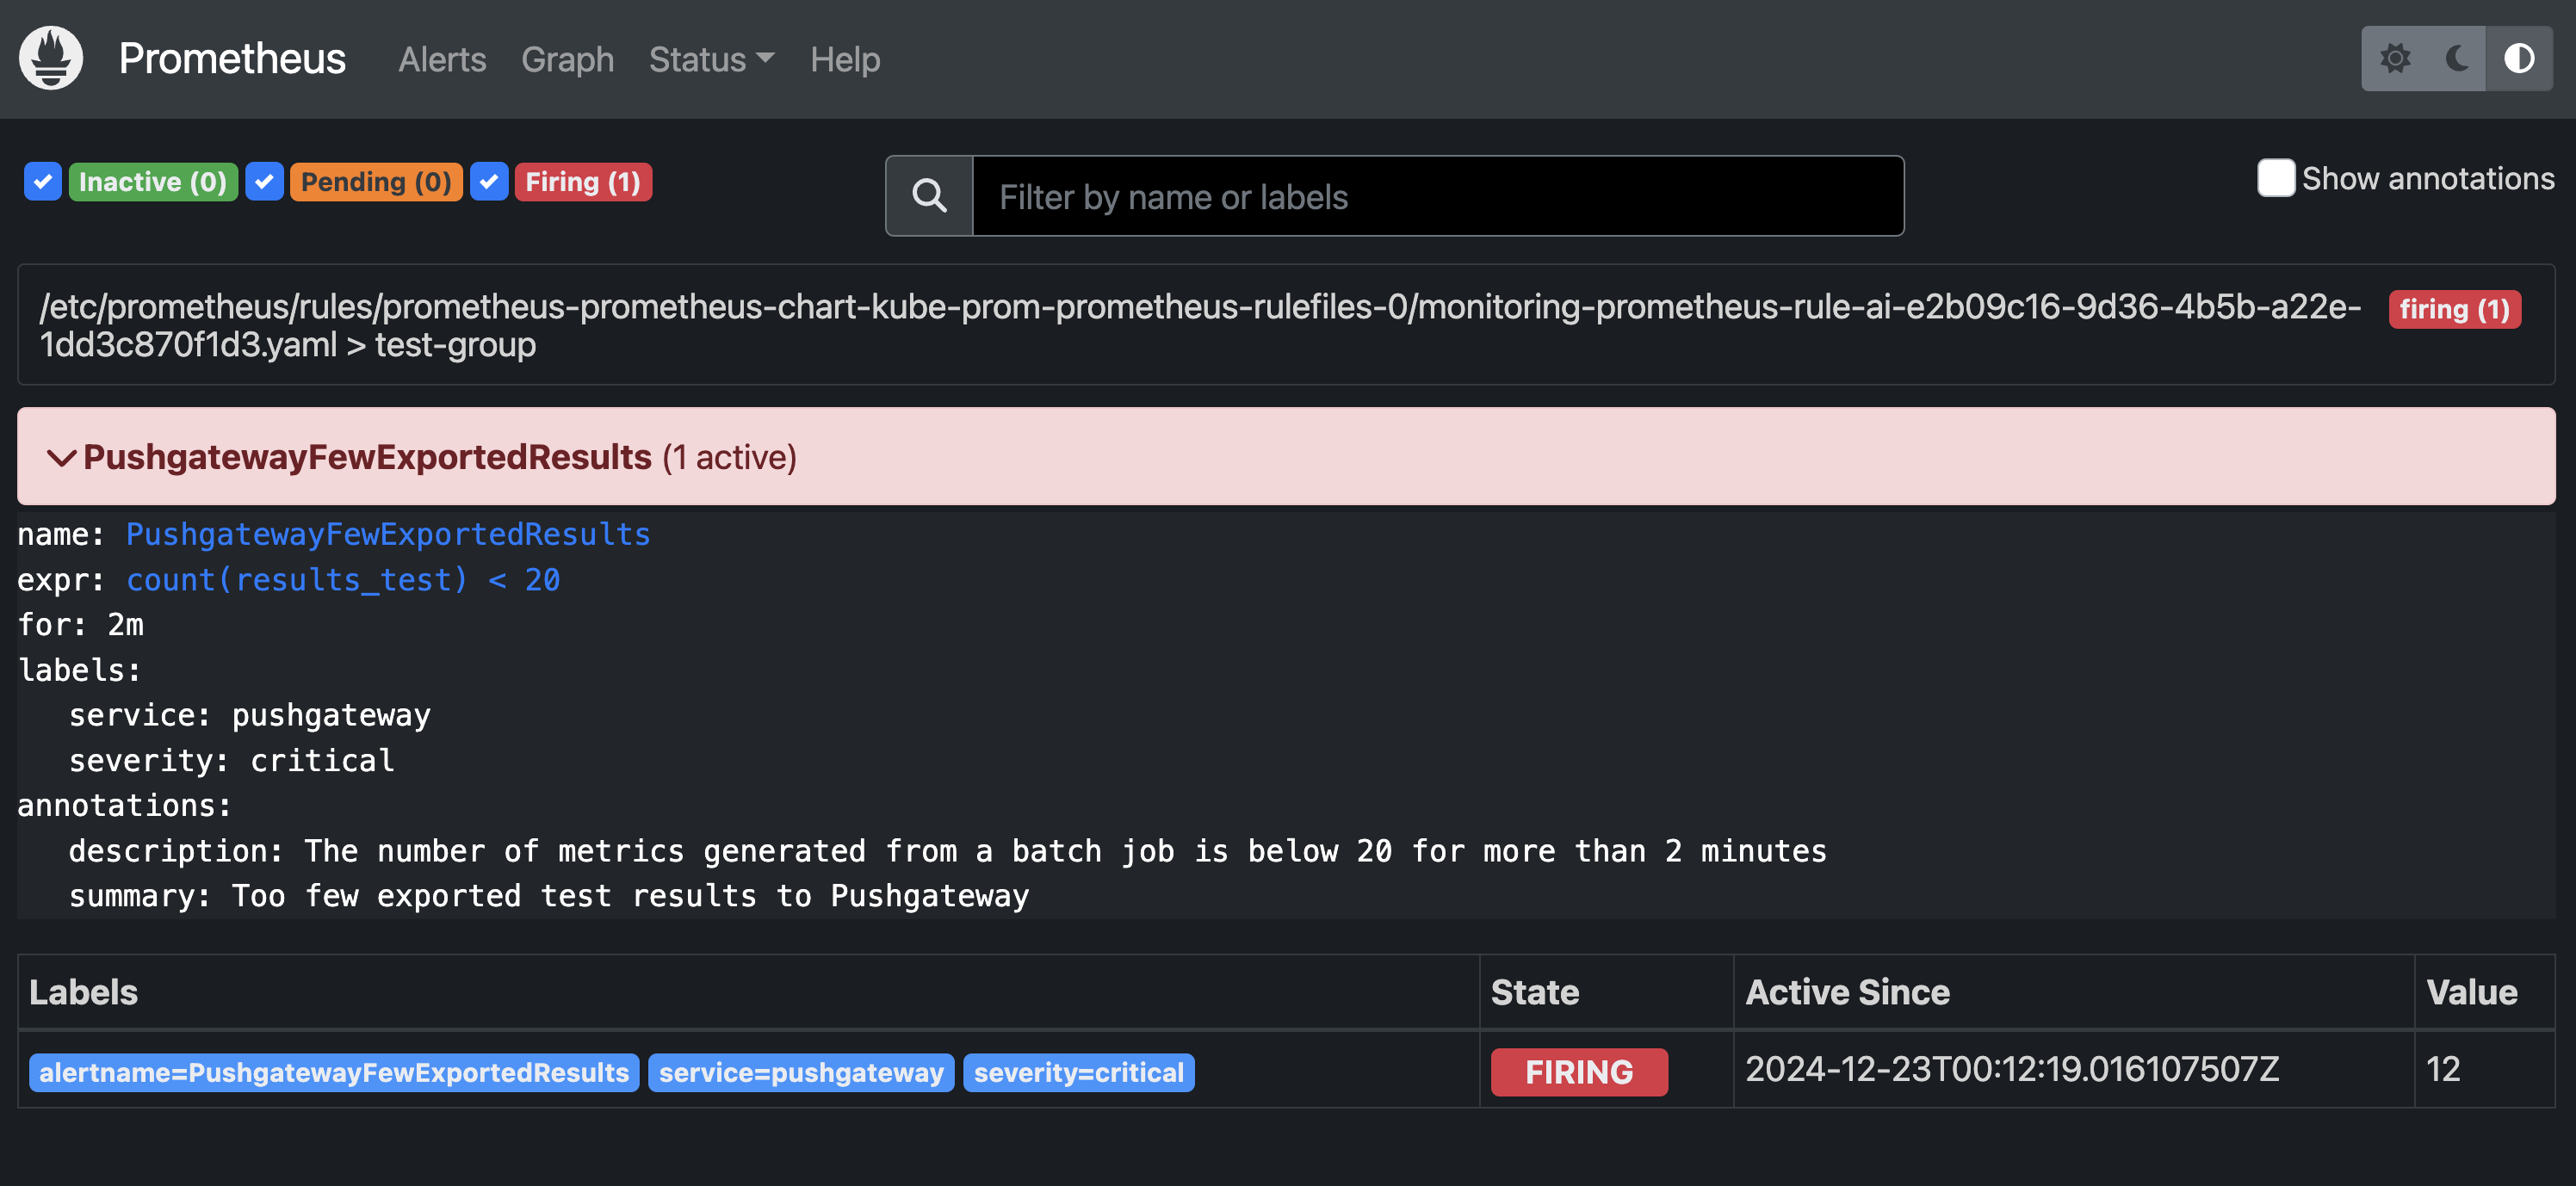 Prometheus Alerts Graph Status Help
Inactive (0) Pending (0) Firing (1) Filter by name or labels Show annotations
/etc/prometheus/rules/prometheus-prometheus-chart-kube-prom-prometheus-rulefiles-0/monitoring-prometheus-rule-ai-e2b09c16-9d36-4b5b-a22e- firing (1)
1dd3c870f1d3.yaml > test-group
PushgatewayFewExportedResults (1 active)
name: PushgatewayFewExportedResults
expr: count(results_test) < 20
for: 2m
labels:
service: pushgateway
severity: critical
annotations:
description: The number of metrics generated from a batch job is below 20 for more than 2 minutes
summary: Too few exported test results to Pushgateway
Labels State Active Since Value
alertname=PushgatewayFewExportedResults service=pushgateway severity=critical FIRING 2024-12-23T00:12:19.016107507Z 12